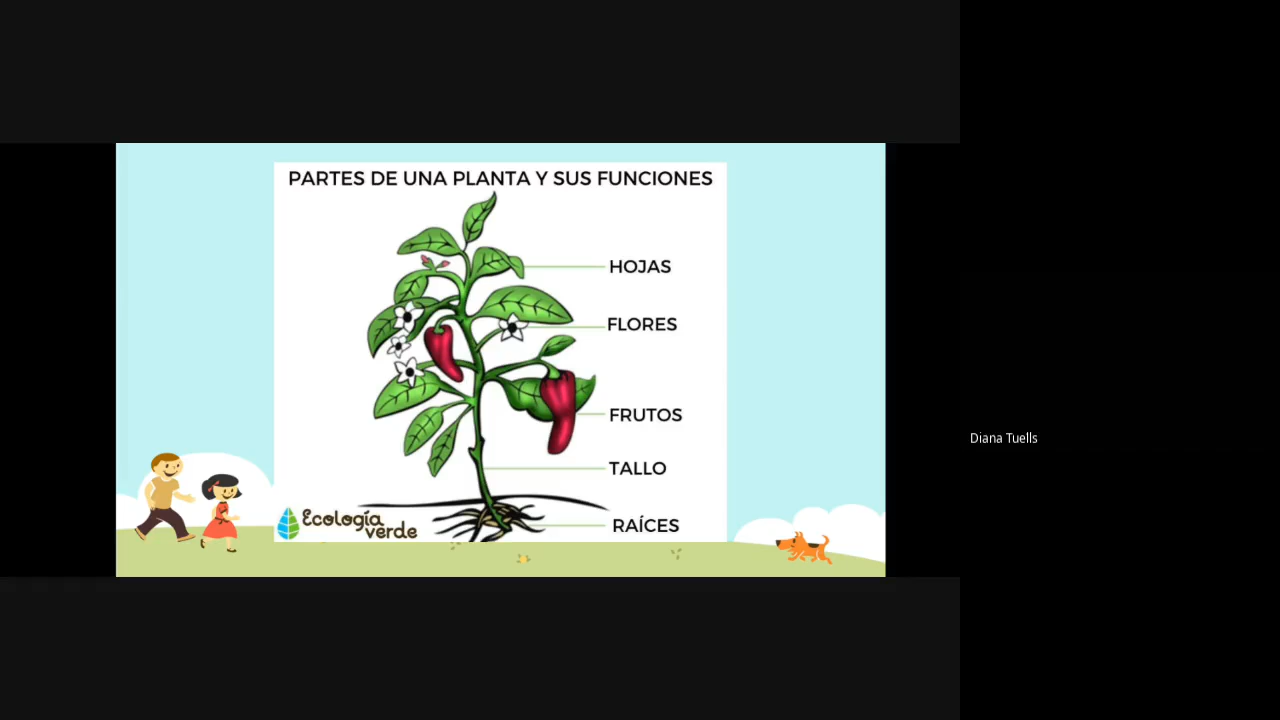 PARTES DE UNA PLANTA Y SUS FUNCIONES
HOJAS
FLORES
FRUTOS
TALLO
RAÍCES
Ecología
verde
Diana Tuells